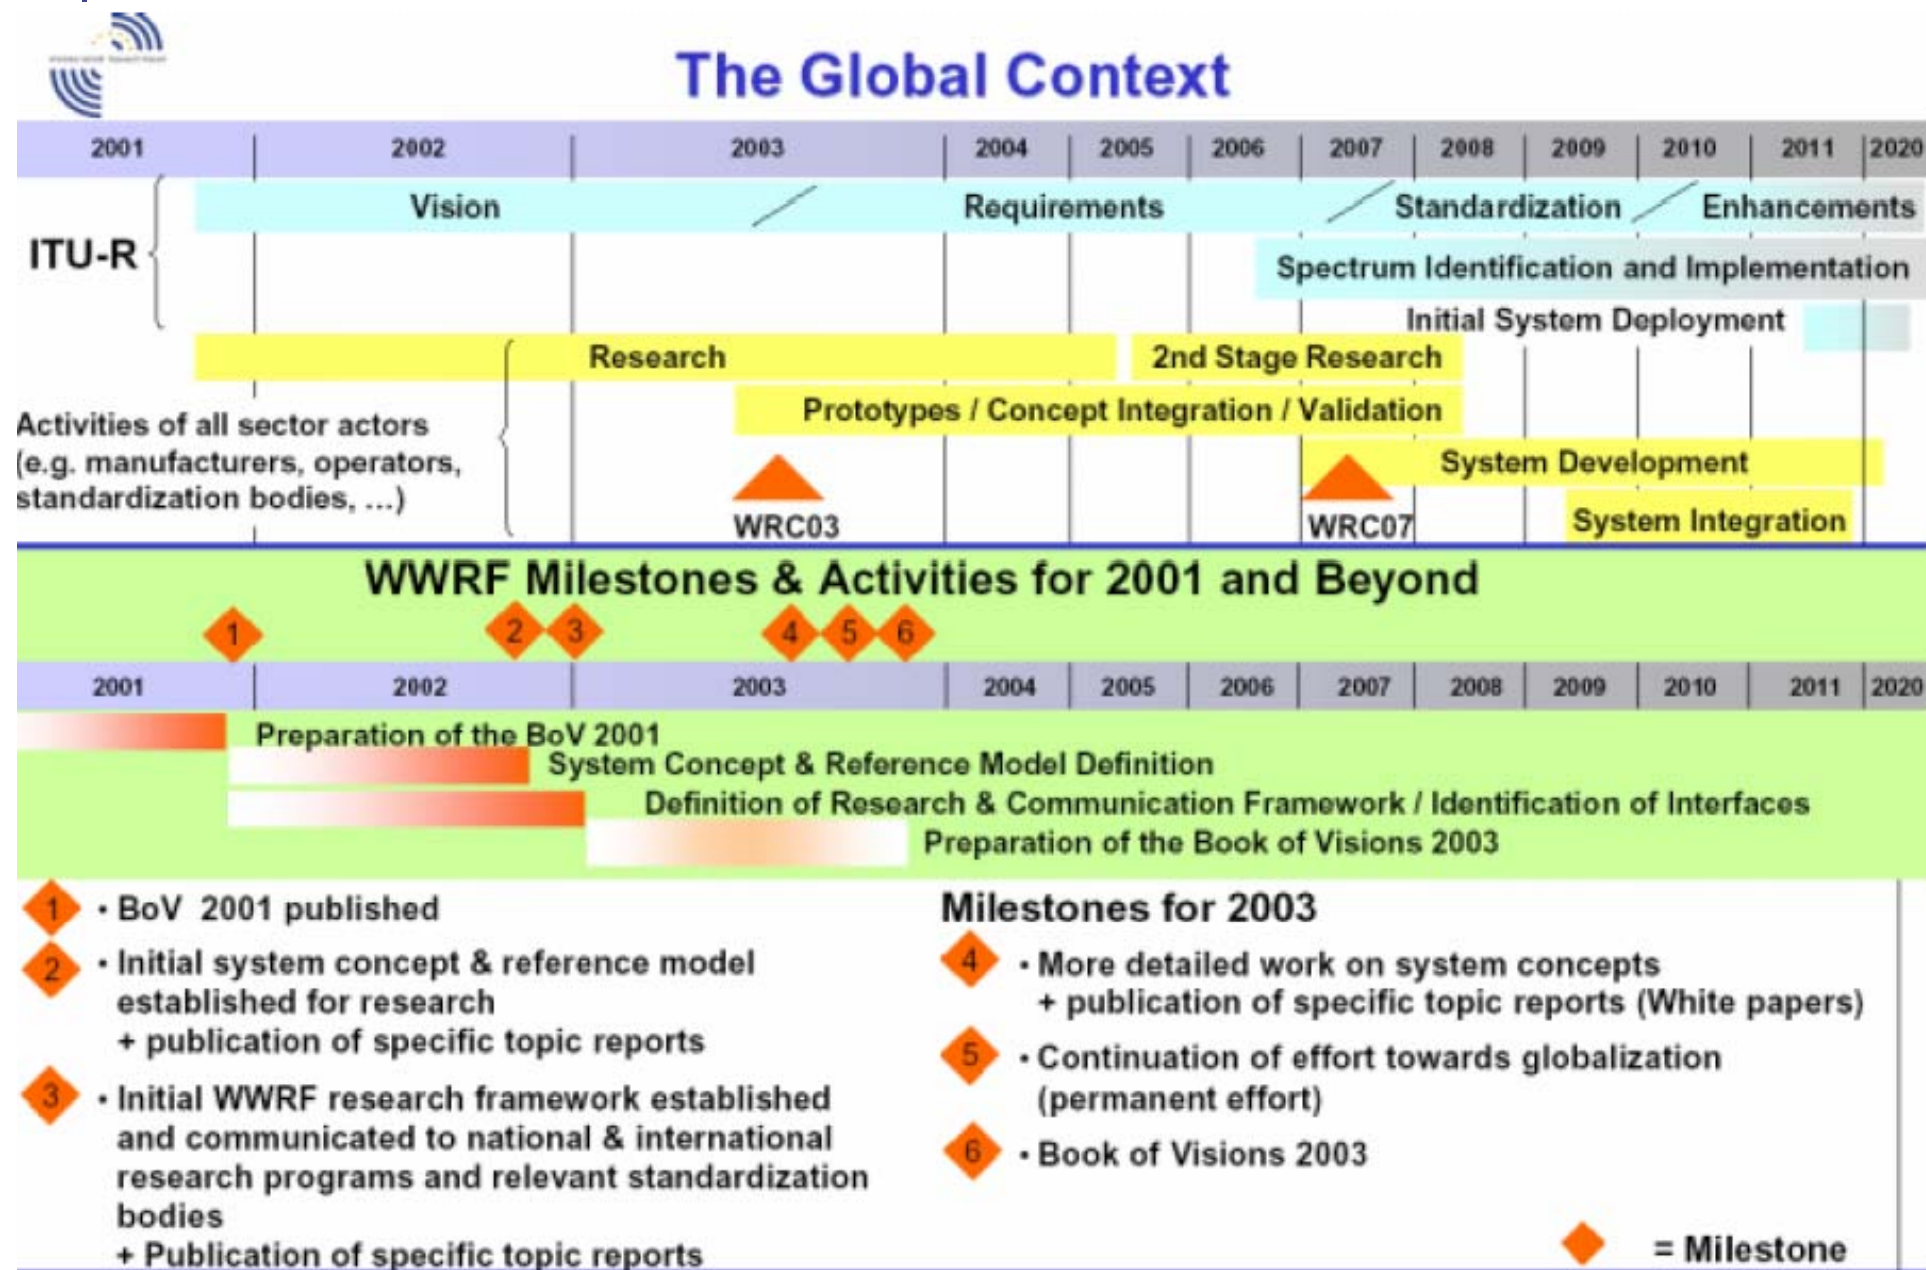 The Global Context
2001 2002 2003 2004 2005 2006 2007 2008 2009 2010 2011 2020
Vision Requirements Standardization Enhancements
ITU-R
Spectrum Identification and Implementation
Initial System Deployment
Research 2nd Stage Research
Prototypes / Concept Integration / Validation
Activities of all sector actors
(e.g. manufacturers, operators,
standardization bodies, ...)
System Development
WRC03 WRC07 System Integration
WWRF Milestones & Activities for 2001 and Beyond
1 2 3 4 5 6
2001 2002 2003 2004 2005 2006 2007 2008 2009 2010 2011 2020
Preparation of the BoV 2001
System Concept & Reference Model Definition
Definition of Research & Communication Framework / Identification of Interfaces
Preparation of the Book of Visions 2003
1 · BoV 2001 published
2 · Initial system concept & reference model
established for research
+ publication of specific topic reports
3 · Initial WWRF research framework established
and communicated to national & international
research programs and relevant standardization
bodies
+ Publication of specific topic reports
Milestones for 2003
4 · More detailed work on system concepts
+ publication of specific topic reports (White papers)
5 · Continuation of effort towards globalization
(permanent effort)
6 · Book of Visions 2003
= Milestone